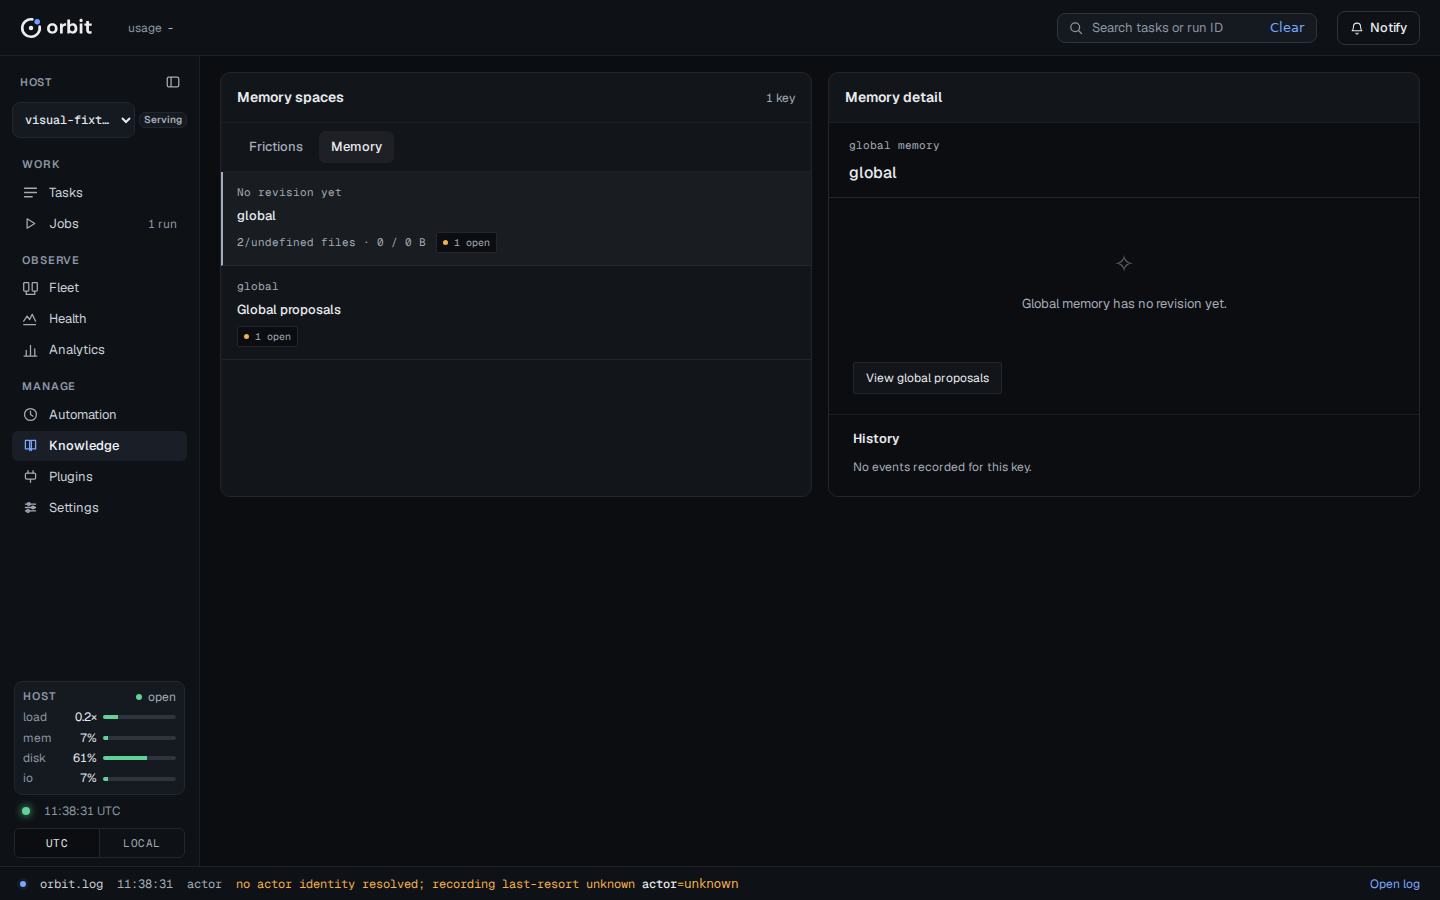 orbit
usage -
Search tasks or run ID
Clear
Notify
HOST
visual-fixt…
Serving
WORK
Tasks
Jobs
1 run
OBSERVE
Fleet
Health
Analytics
MANAGE
Automation
Knowledge
Plugins
Settings
HOST
open
load 0.2×
mem 7%
disk 61%
io 7%
11:38:31 UTC
UTC
LOCAL
Memory spaces
1 key
Frictions
Memory
No revision yet
global
2/undefined files · 0 / 0 B
1 open
global
Global proposals
1 open
Memory detail
global memory
global
Global memory has no revision yet.
View global proposals
History
No events recorded for this key.
orbit.log 11:38:31 actor no actor identity resolved; recording last-resort unknown actor=unknown
Open log